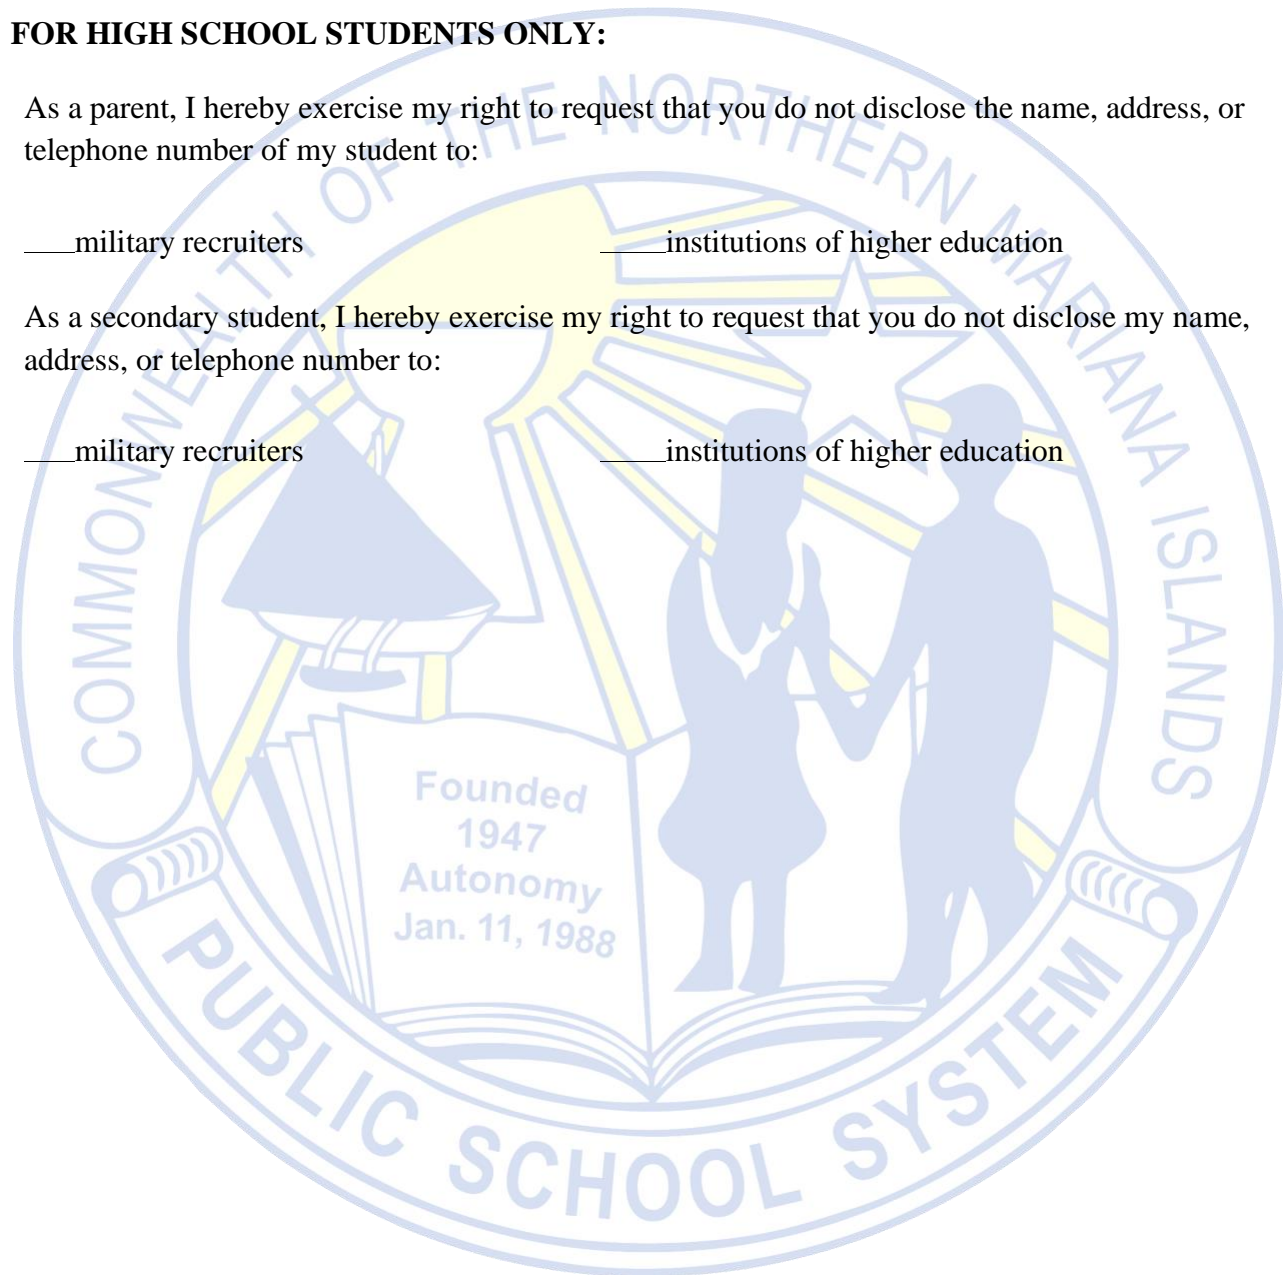 FOR HIGH SCHOOL STUDENTS ONLY:
As a parent, I hereby exercise my right to request that you do not disclose the name, address, or
telephone number of my student to:
____military recruiters _____institutions of higher education
As a secondary student, I hereby exercise my right to request that you do not disclose my name,
address, or telephone number to:
____military recruiters _____institutions of higher education
COMMONWEALTH OF THE NORTHERN MARIANA ISLANDS
Founded
1947
Autonomy
Jan. 11, 1988
PUBLIC SCHOOL SYSTEM